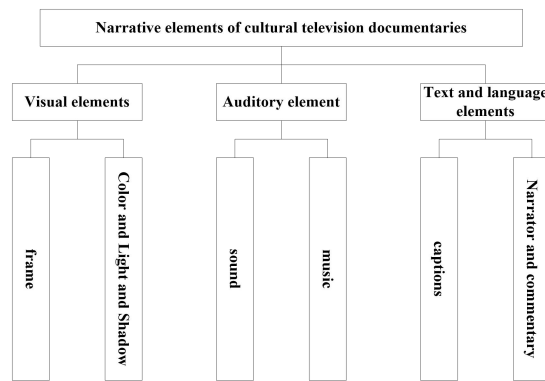 Narrative elements of cultural television documentaries
Visual elements
Auditory element
Text and language
elements
frame
Color and Light and Shadow
sound
music
captions
Narrator and commentary